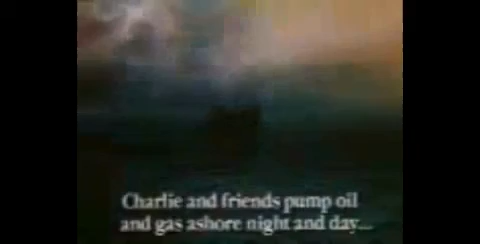 Charlie and friends pump oil
and gas ashore night and day...